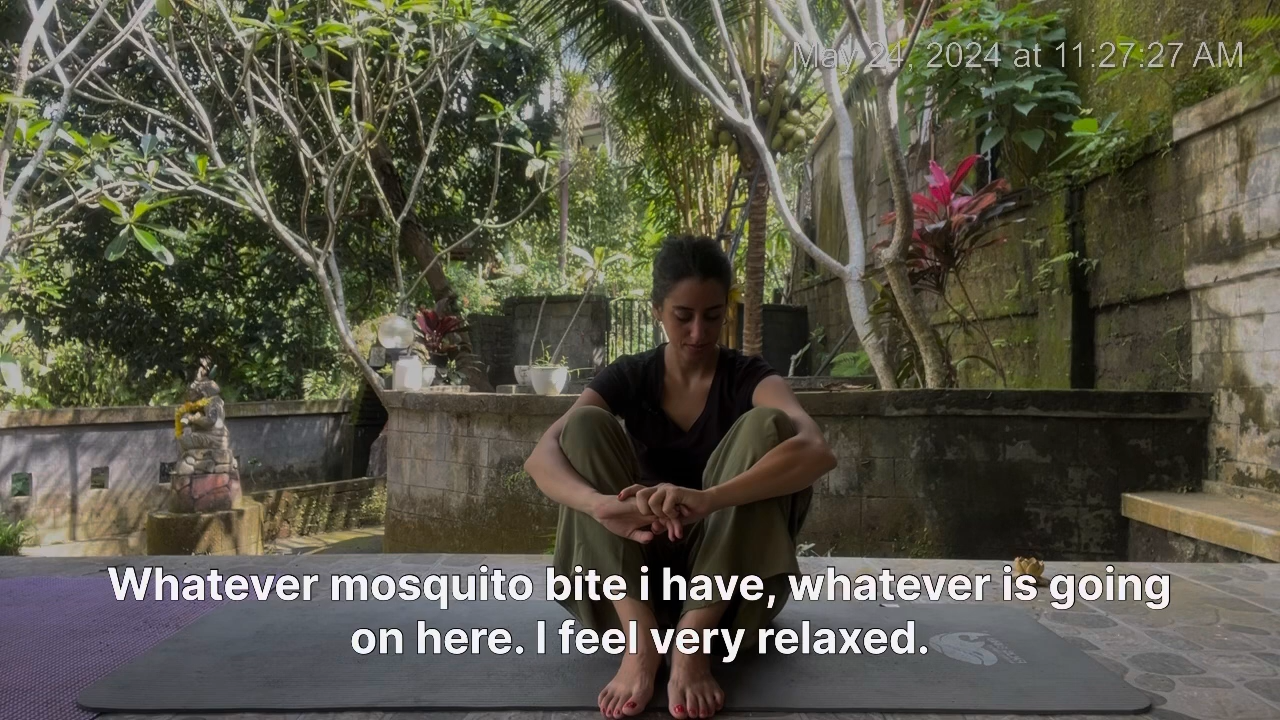 May 24, 2024 at 11:27:27 AM
Whatever mosquito bite i have, whatever is going
on here. I feel very relaxed.